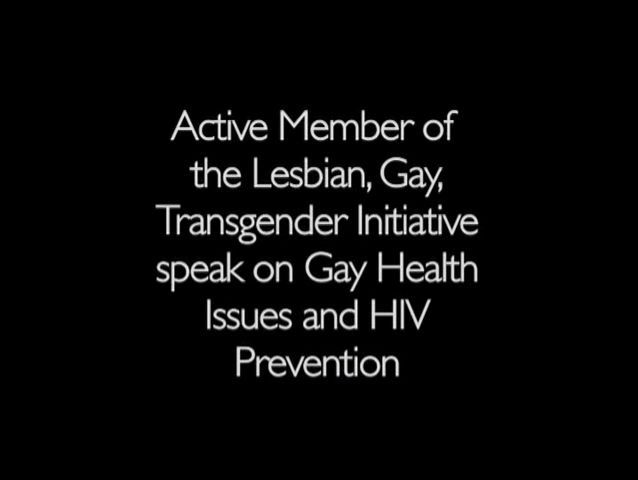 Active Member of
the Lesbian, Gay,
Transgender Initiative
speak on Gay Health
Issues and HIV
Prevention